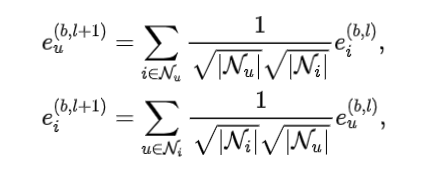 $e_u^{(b,l+1)} = \sum_{i \in \mathcal{N}_u} \frac{1}{\sqrt{|\mathcal{N}_u|}\sqrt{|\mathcal{N}_i|}} e_i^{(b,l)},$
$e_i^{(b,l+1)} = \sum_{u \in \mathcal{N}_i} \frac{1}{\sqrt{|\mathcal{N}_i|}\sqrt{|\mathcal{N}_u|}} e_u^{(b,l)},$